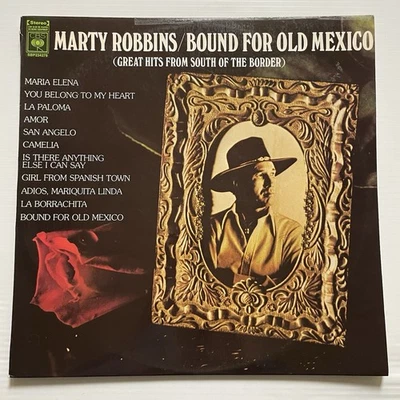 Stereo
CBS
MARTY ROBBINS/BOUND FOR OLD MEXICO
(GREAT HITS FROM SOUTH OF THE BORDER)
MARIA ELENA
YOU BELONG TO MY HEART
LA PALOMA
AMOR
SAN ANGELO
CAMELIA
IS THERE ANYTHING
ELSE I CAN SAY
GIRL FROM SPANISH TOWN
ADIOS, MARIQUITA LINDA
LA BORRACHITA
BOUND FOR OLD MEXICO